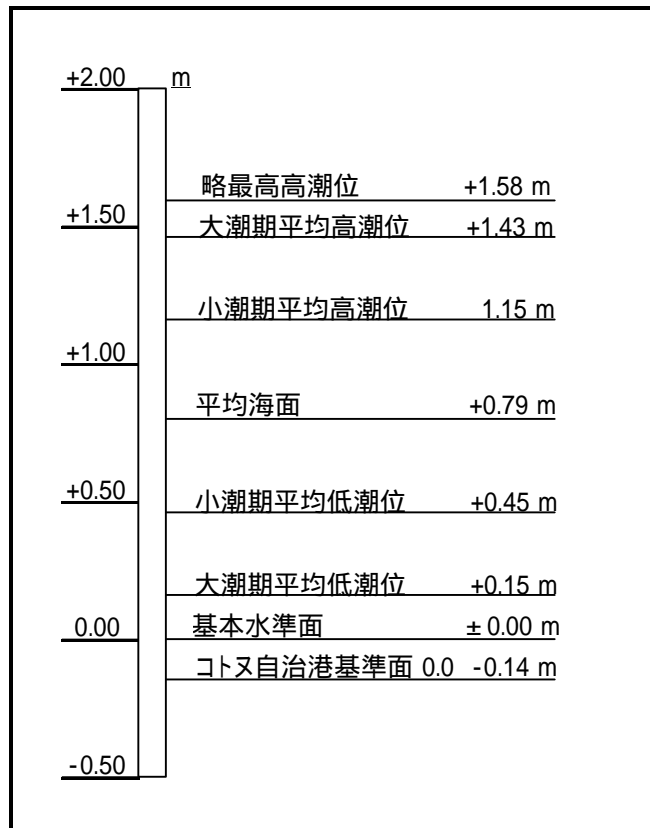 +2.00 m
略最高高潮位 +1.58 m
+1.50
大潮期平均高潮位 +1.43 m
小潮期平均高潮位 1.15 m
+1.00
平均海面 +0.79 m
+0.50
小潮期平均低潮位 +0.45 m
大潮期平均低潮位 +0.15 m
0.00
基本水準面 ± 0.00 m
コトヌ自治港基準面 0.0 -0.14 m
-0.50